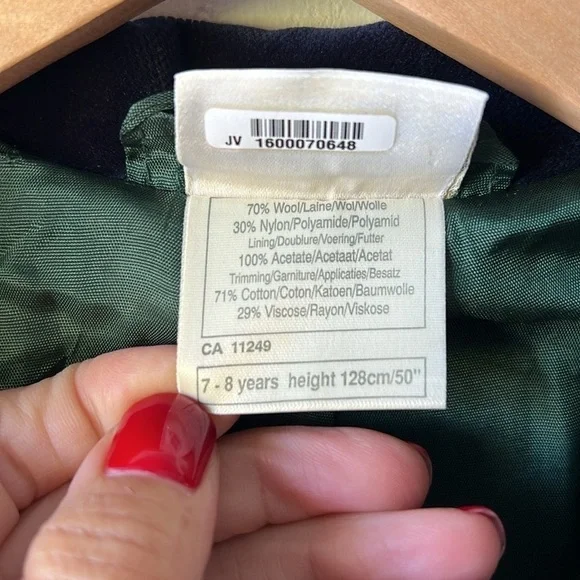 JV 1600070648
70% Wool/Laine/Wol/Wolle
30% Nylon/Polyamide/Polyamid
Lining/Doublure/Voering/Futter
100% Acetate/Acetaat/Acetat
Trimming/Garniture/Applicaties/Besatz
71% Cotton/Coton/Katoen/Baumwolle
29% Viscose/Rayon/Viskose
CA 11249
7 - 8 years height 128cm/50"